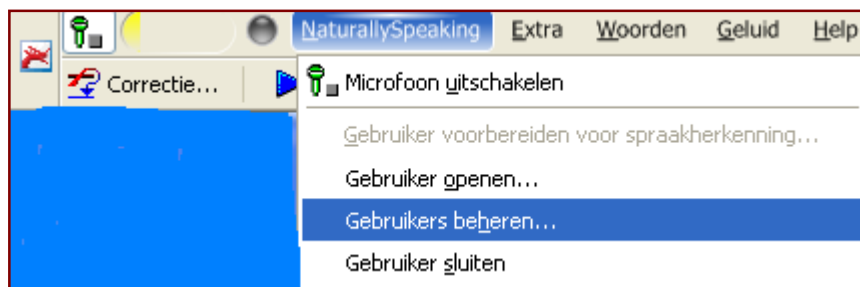 NaturallySpeaking Extra Woorden Geluid Help
Correctie...
Microfoon uitschakelen
Gebruiker voorbereiden voor spraakherkenning...
Gebruiker openen...
Gebruikers beheren...
Gebruiker sluiten